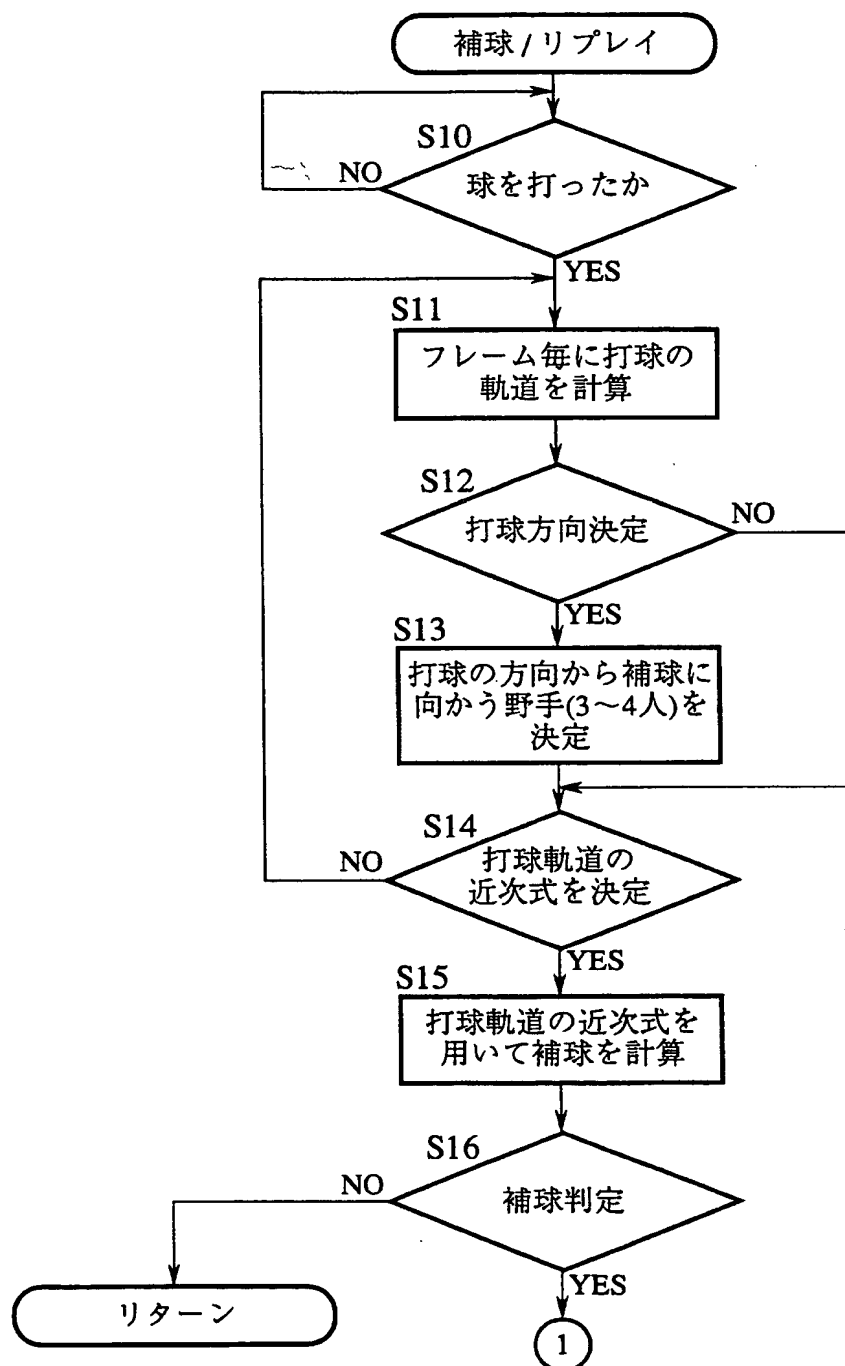 補球/リプレイ
S10
NO
球を打ったか
YES
S11
フレーム毎に打球の
軌道を計算
S12
打球方向決定
NO
YES
S13
打球の方向から補球に
向かう野手(3〜4人)を
決定
S14
NO
打球軌道の
近次式を決定
YES
S15
打球軌道の近次式を
用いて補球を計算
S16
NO
補球判定
YES
リターン
1